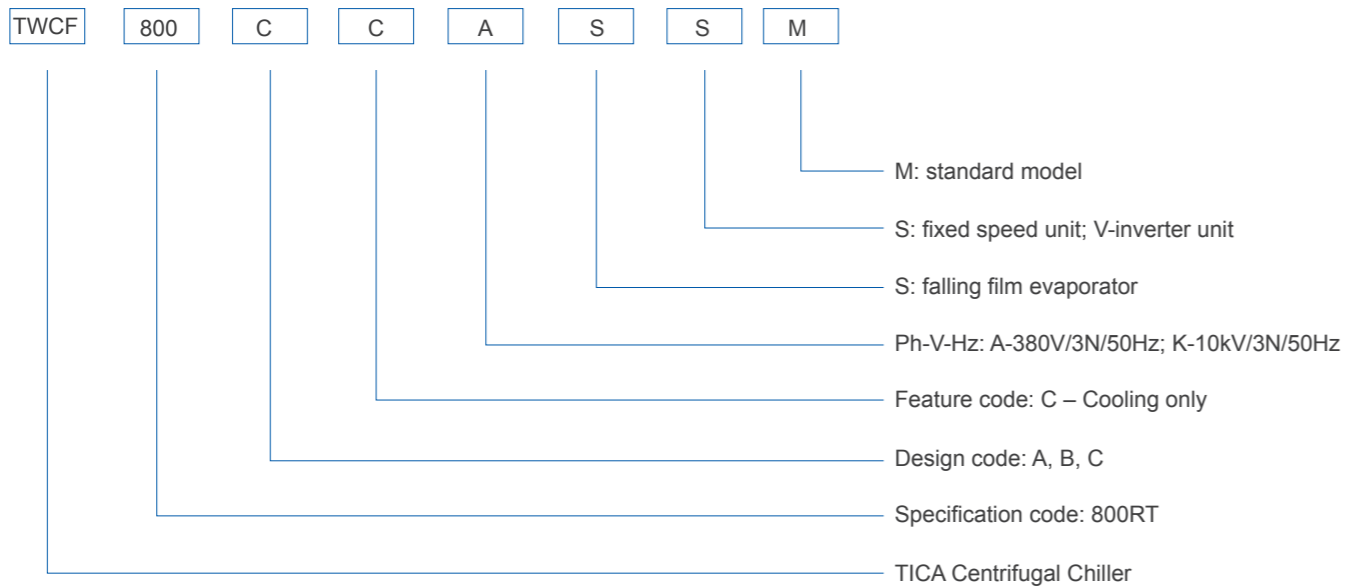 TWCF 800 C C A S S M
M: standard model
S: fixed speed unit; V-inverter unit
S: falling film evaporator
Ph-V-Hz: A-380V/3N/50Hz; K-10kV/3N/50Hz
Feature code: C – Cooling only
Design code: A, B, C
Specification code: 800RT
TICA Centrifugal Chiller